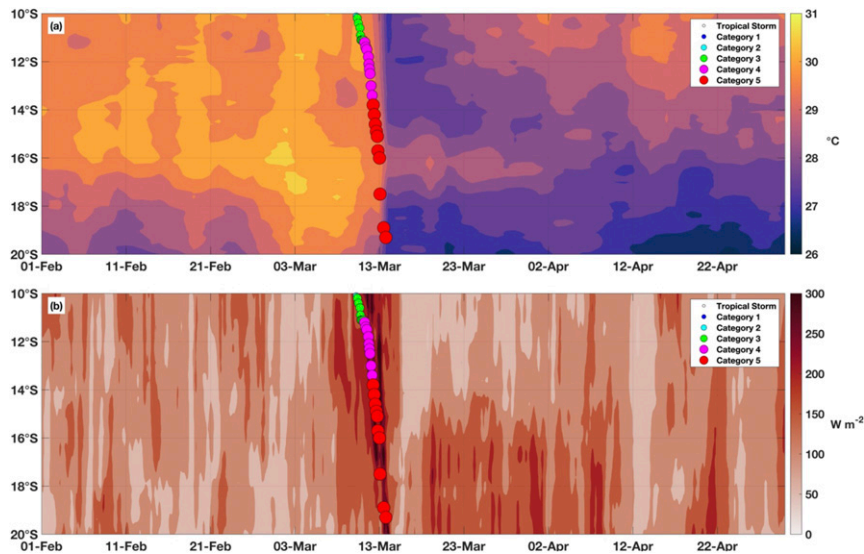 (a)
10°S
12°S
14°S
16°S
18°S
20°S
01-Feb 11-Feb 21-Feb 03-Mar 13-Mar 23-Mar 02-Apr 12-Apr 22-Apr
Tropical Storm
Category 1
Category 2
Category 3
Category 4
Category 5
31
30
29
°C
28
27
26
(b)
10°S
12°S
14°S
16°S
18°S
20°S
01-Feb 11-Feb 21-Feb 03-Mar 13-Mar 23-Mar 02-Apr 12-Apr 22-Apr
Tropical Storm
Category 1
Category 2
Category 3
Category 4
Category 5
300
250
200
150
W m-2
100
50
0